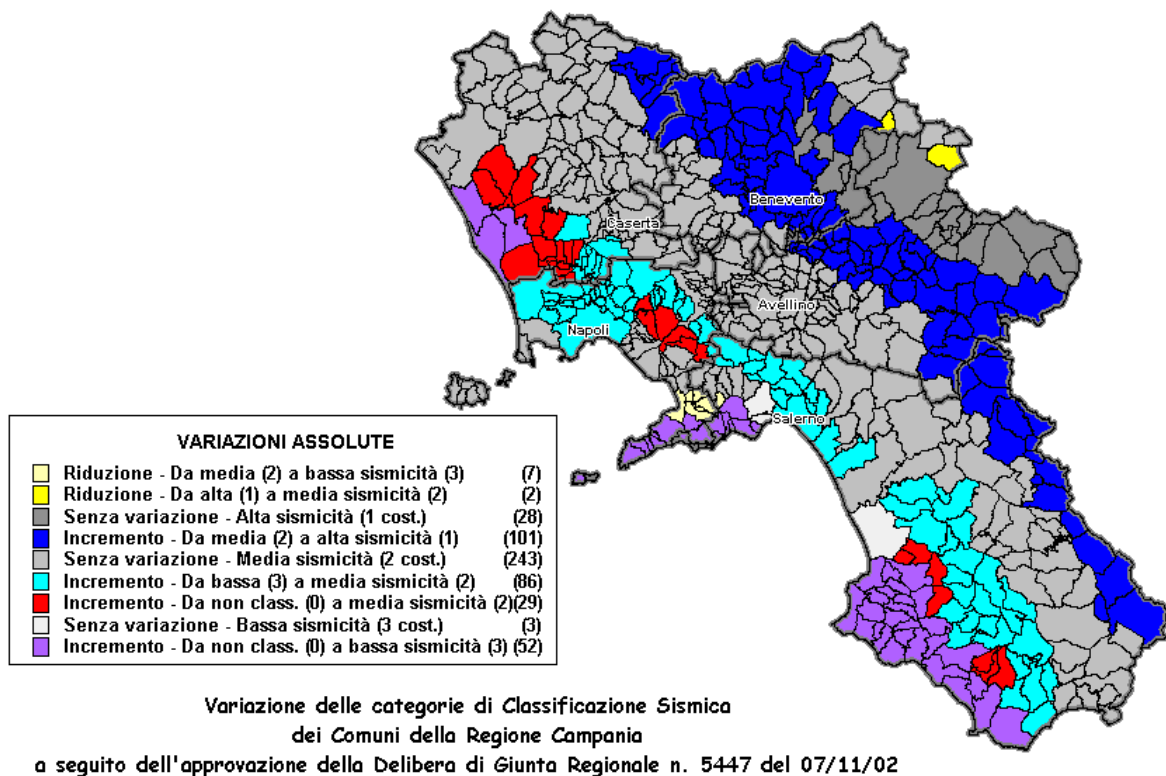 Benevento
Caserta
Avellino
Napoli
Salerno
VARIAZIONI ASSOLUTE
Riduzione - Da media (2) a bassa sismicità (3) (7)
Riduzione - Da alta (1) a media sismicità (2) (2)
Senza variazione - Alta sismicità (1 cost.) (28)
Incremento - Da media (2) a alta sismicità (1) (101)
Senza variazione - Media sismicità (2 cost.) (243)
Incremento - Da bassa (3) a media sismicità (2) (86)
Incremento - Da non class. (0) a media sismicità (2)(29)
Senza variazione - Bassa sismicità (3 cost.) (3)
Incremento - Da non class. (0) a bassa sismicità (3) (52)
Variazione delle categorie di Classificazione Sismica
dei Comuni della Regione Campania
a seguito dell'approvazione della Delibera di Giunta Regionale n. 5447 del 07/11/02